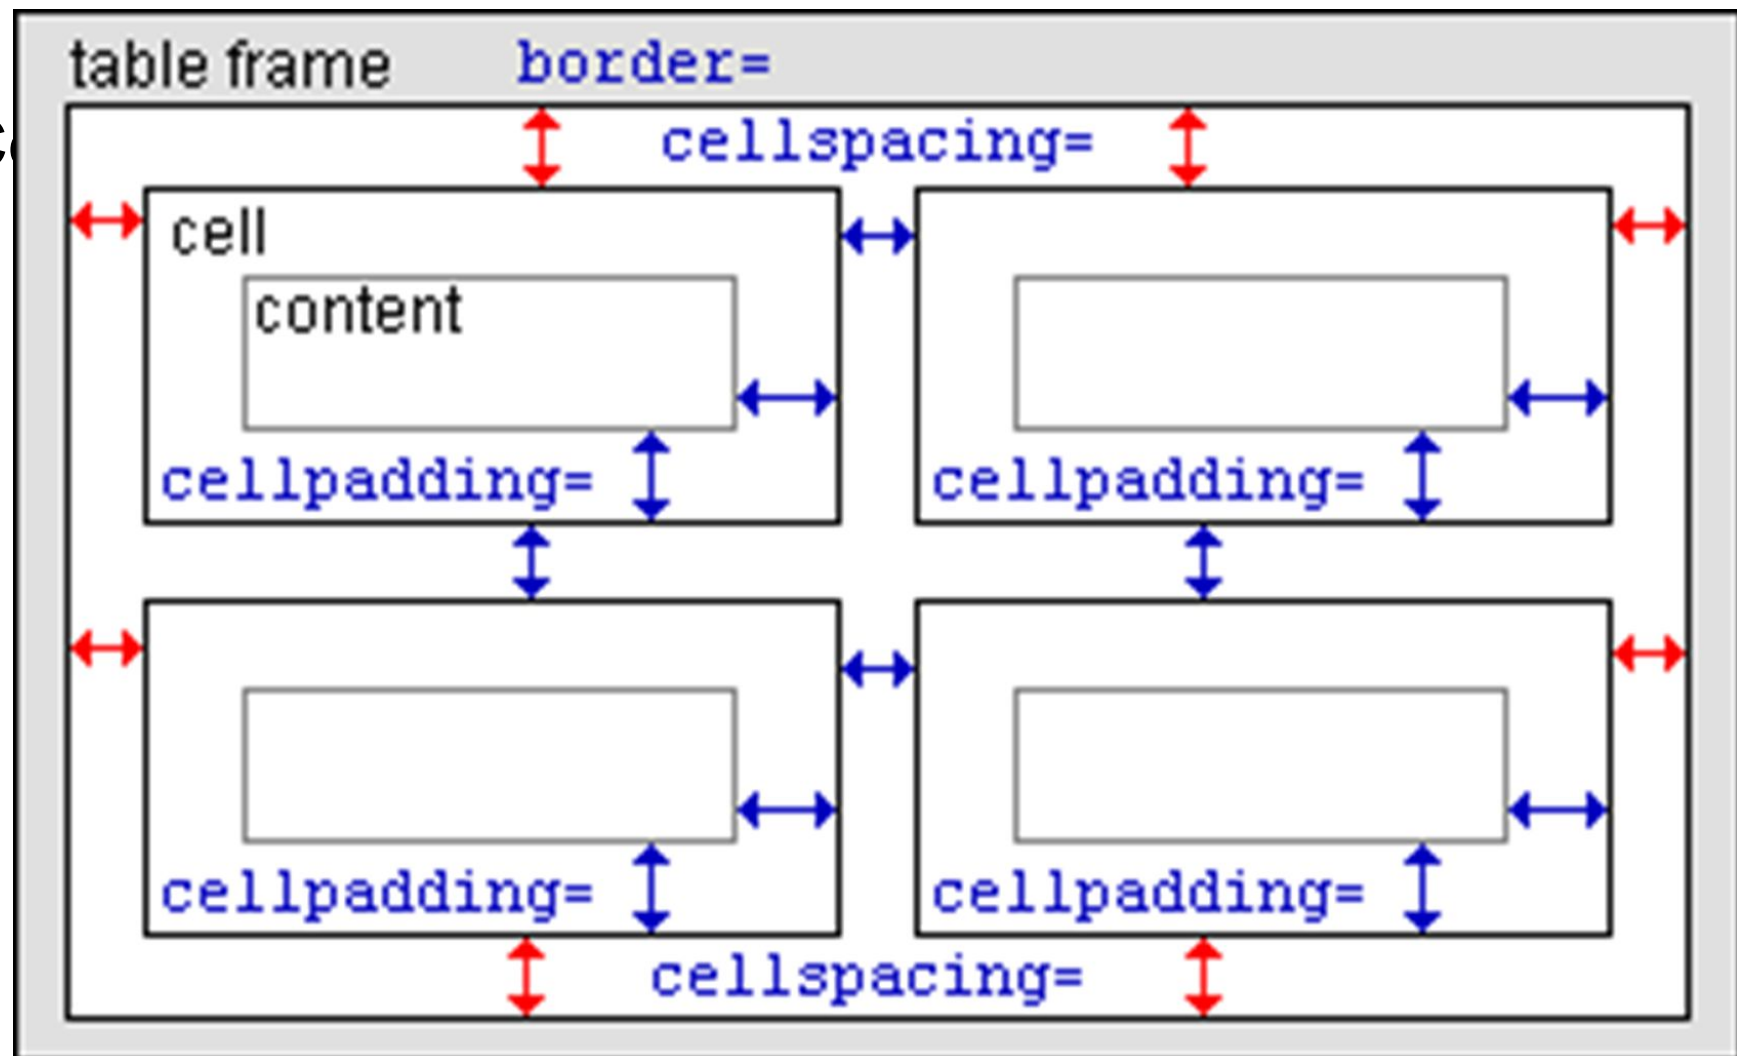 table frame border=
cellspacing=
cell
content
cellpadding= cellpadding=
cellpadding= cellpadding=
cellspacing=